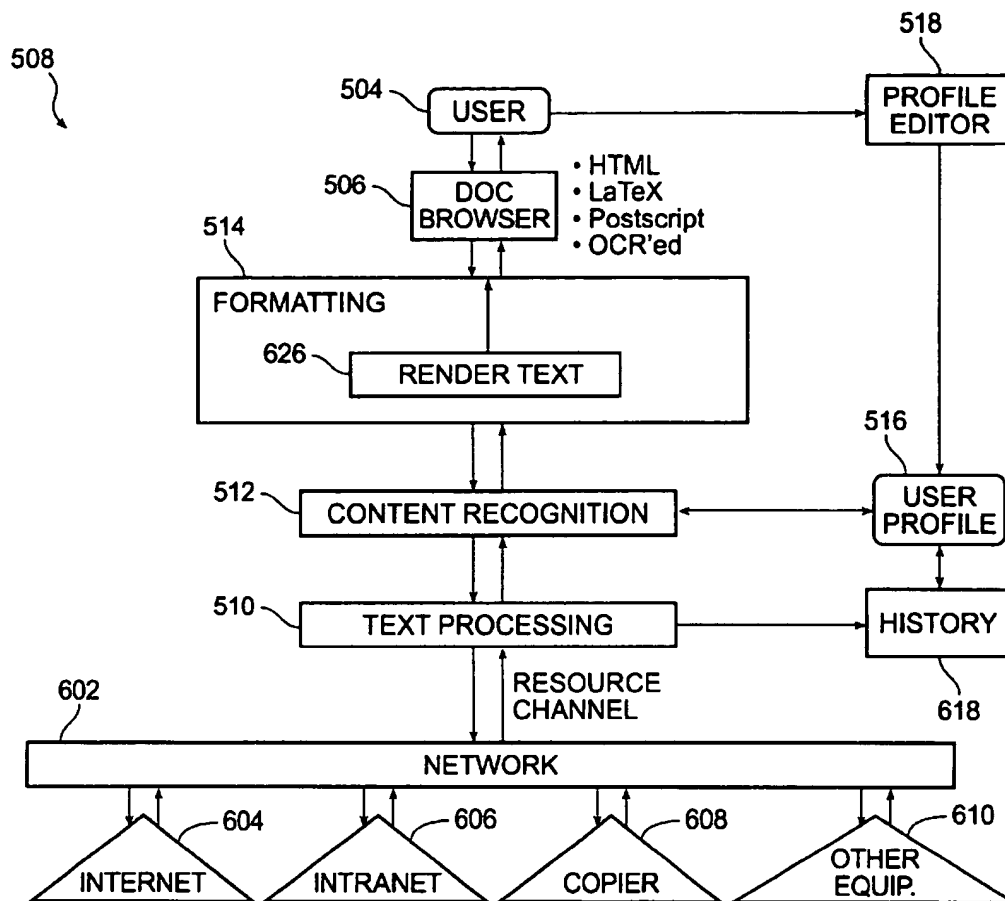 518
508
504
USER
PROFILE
EDITOR
506
DOC
BROWSER
• HTML
• LaTeX
• Postscript
• OCR'ed
514
FORMATTING
626
RENDER TEXT
516
512
CONTENT RECOGNITION
USER
PROFILE
510
TEXT PROCESSING
HISTORY
RESOURCE
CHANNEL
618
602
NETWORK
604
606
608
610
INTERNET
INTRANET
COPIER
OTHER
EQUIP.